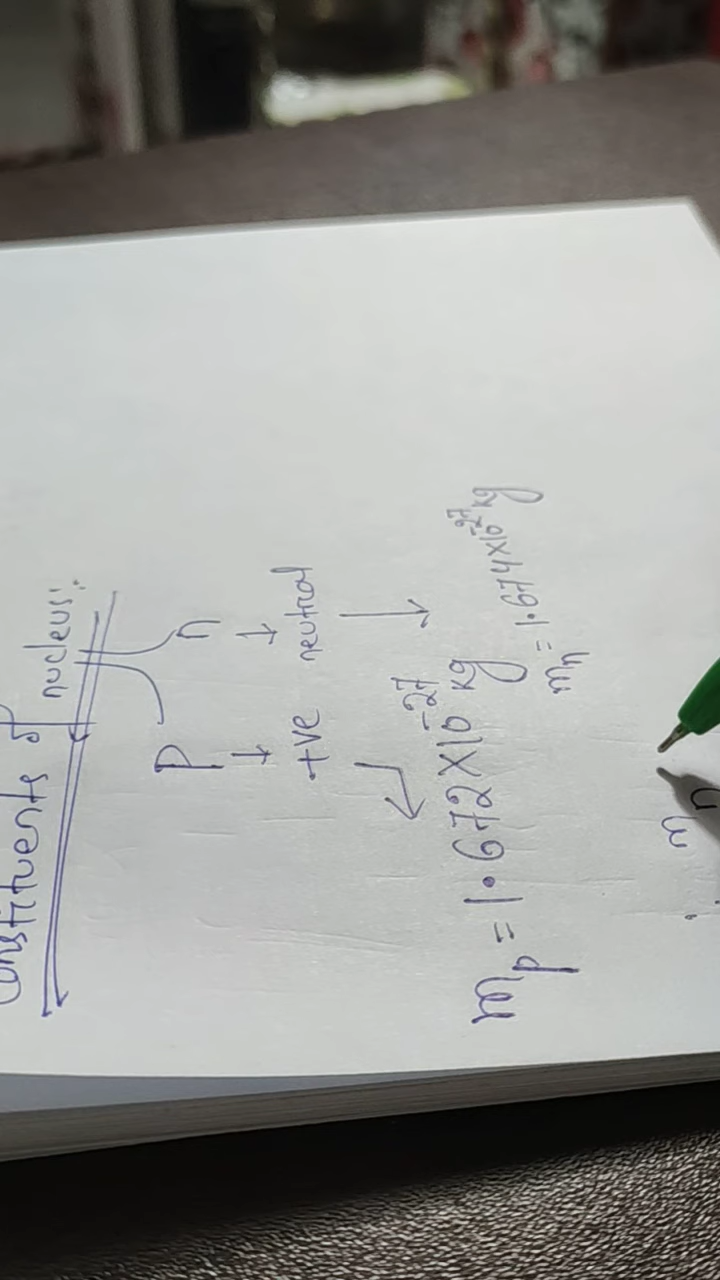 Constituents of
nucleus:-
P n
↓ ↓
+ve neutral
mp = 1.672 X 10^-27 kg
mn = 1.674 X 10^-27 kg